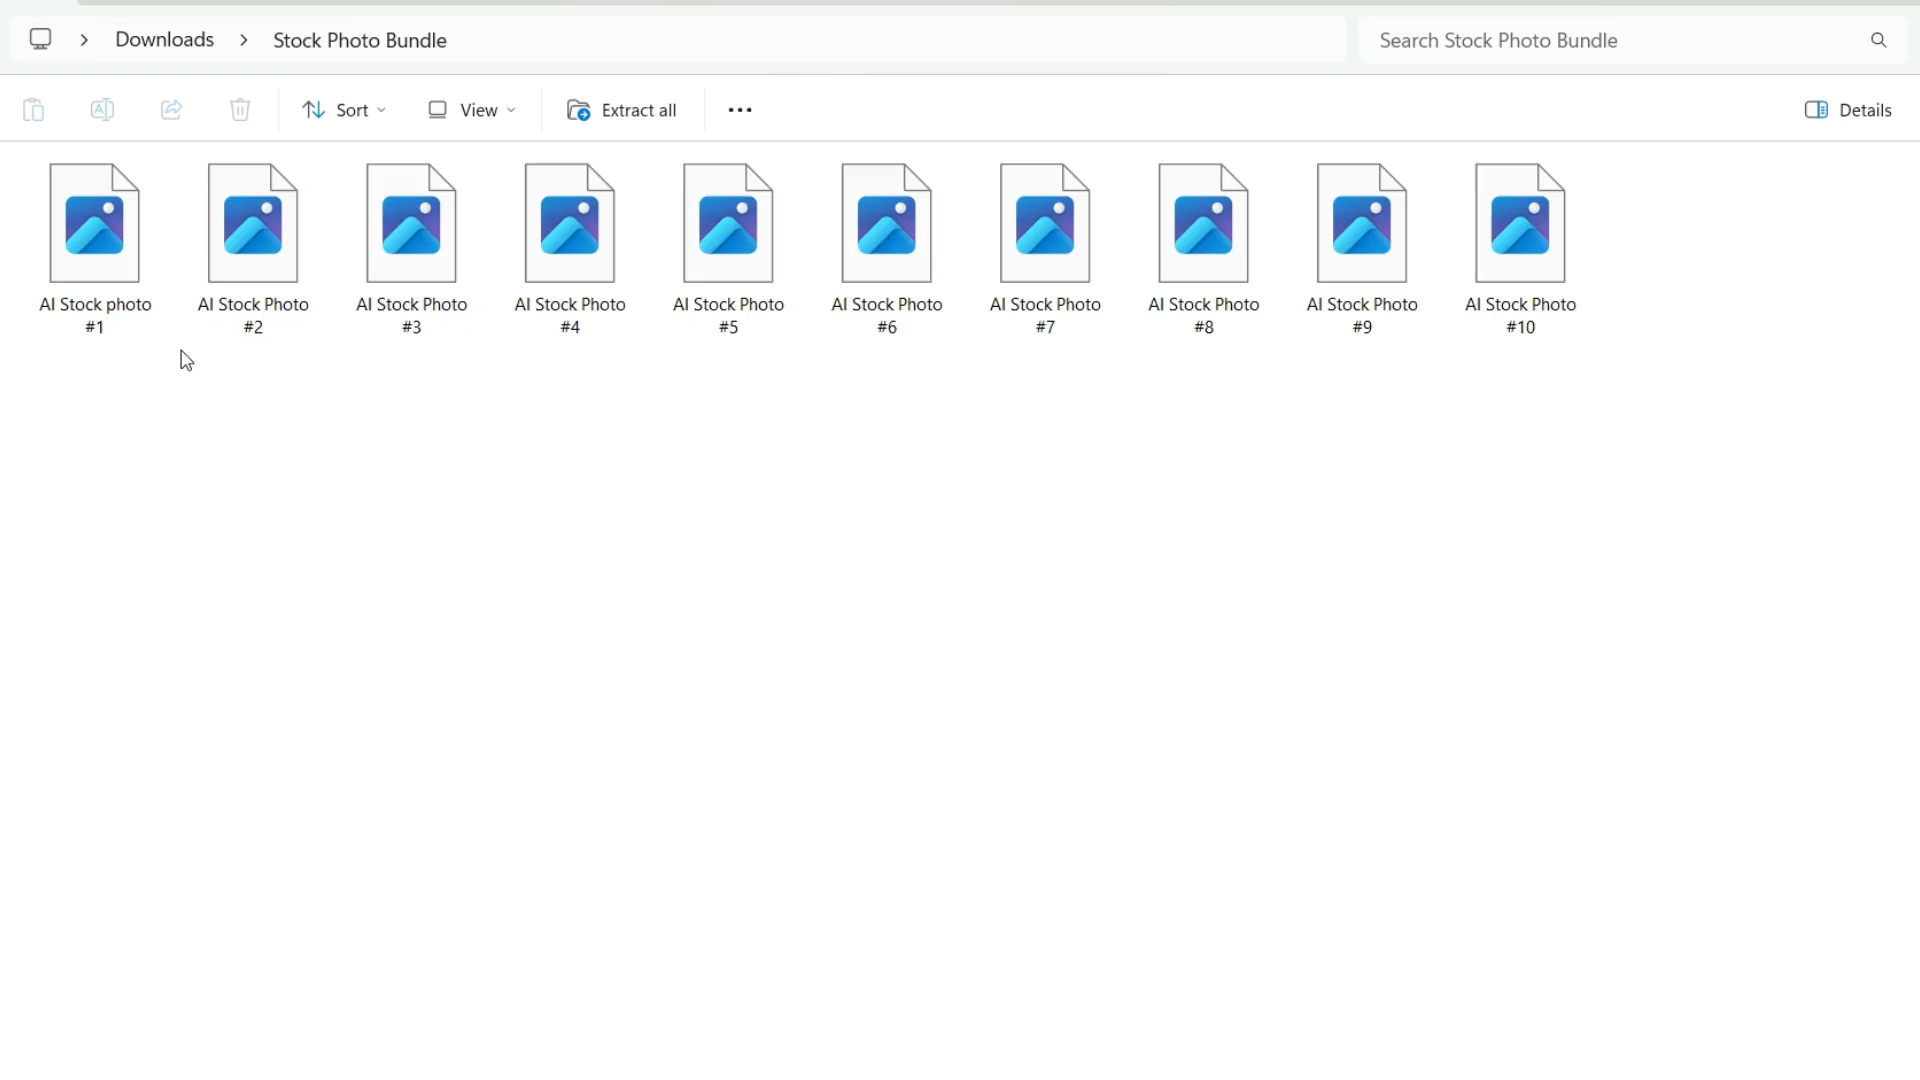 Downloads > Stock Photo Bundle
Search Stock Photo Bundle
Sort
View
Extract all
Details
AI Stock photo
#1
AI Stock Photo
#2
AI Stock Photo
#3
AI Stock Photo
#4
AI Stock Photo
#5
AI Stock Photo
#6
AI Stock Photo
#7
AI Stock Photo
#8
AI Stock Photo
#9
AI Stock Photo
#10